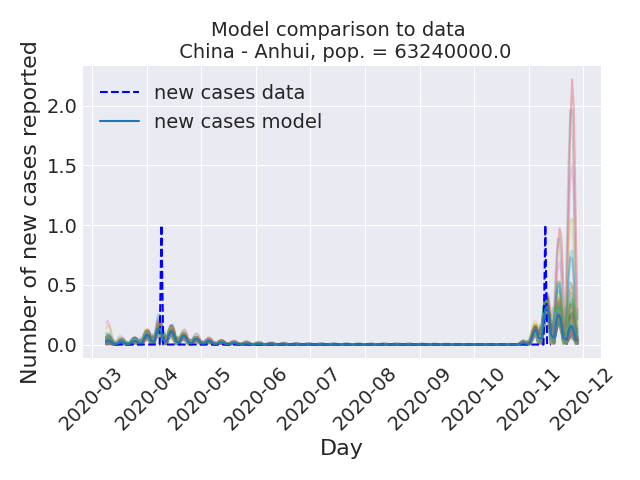 Model comparison to data
China - Anhui, pop. = 63240000.0
Number of new cases reported
new cases data
new cases model
2.0
1.5
1.0
0.5
0.0
2020-03
2020-04
2020-05
2020-06
2020-07
2020-08
2020-09
2020-10
2020-11
2020-12
Day